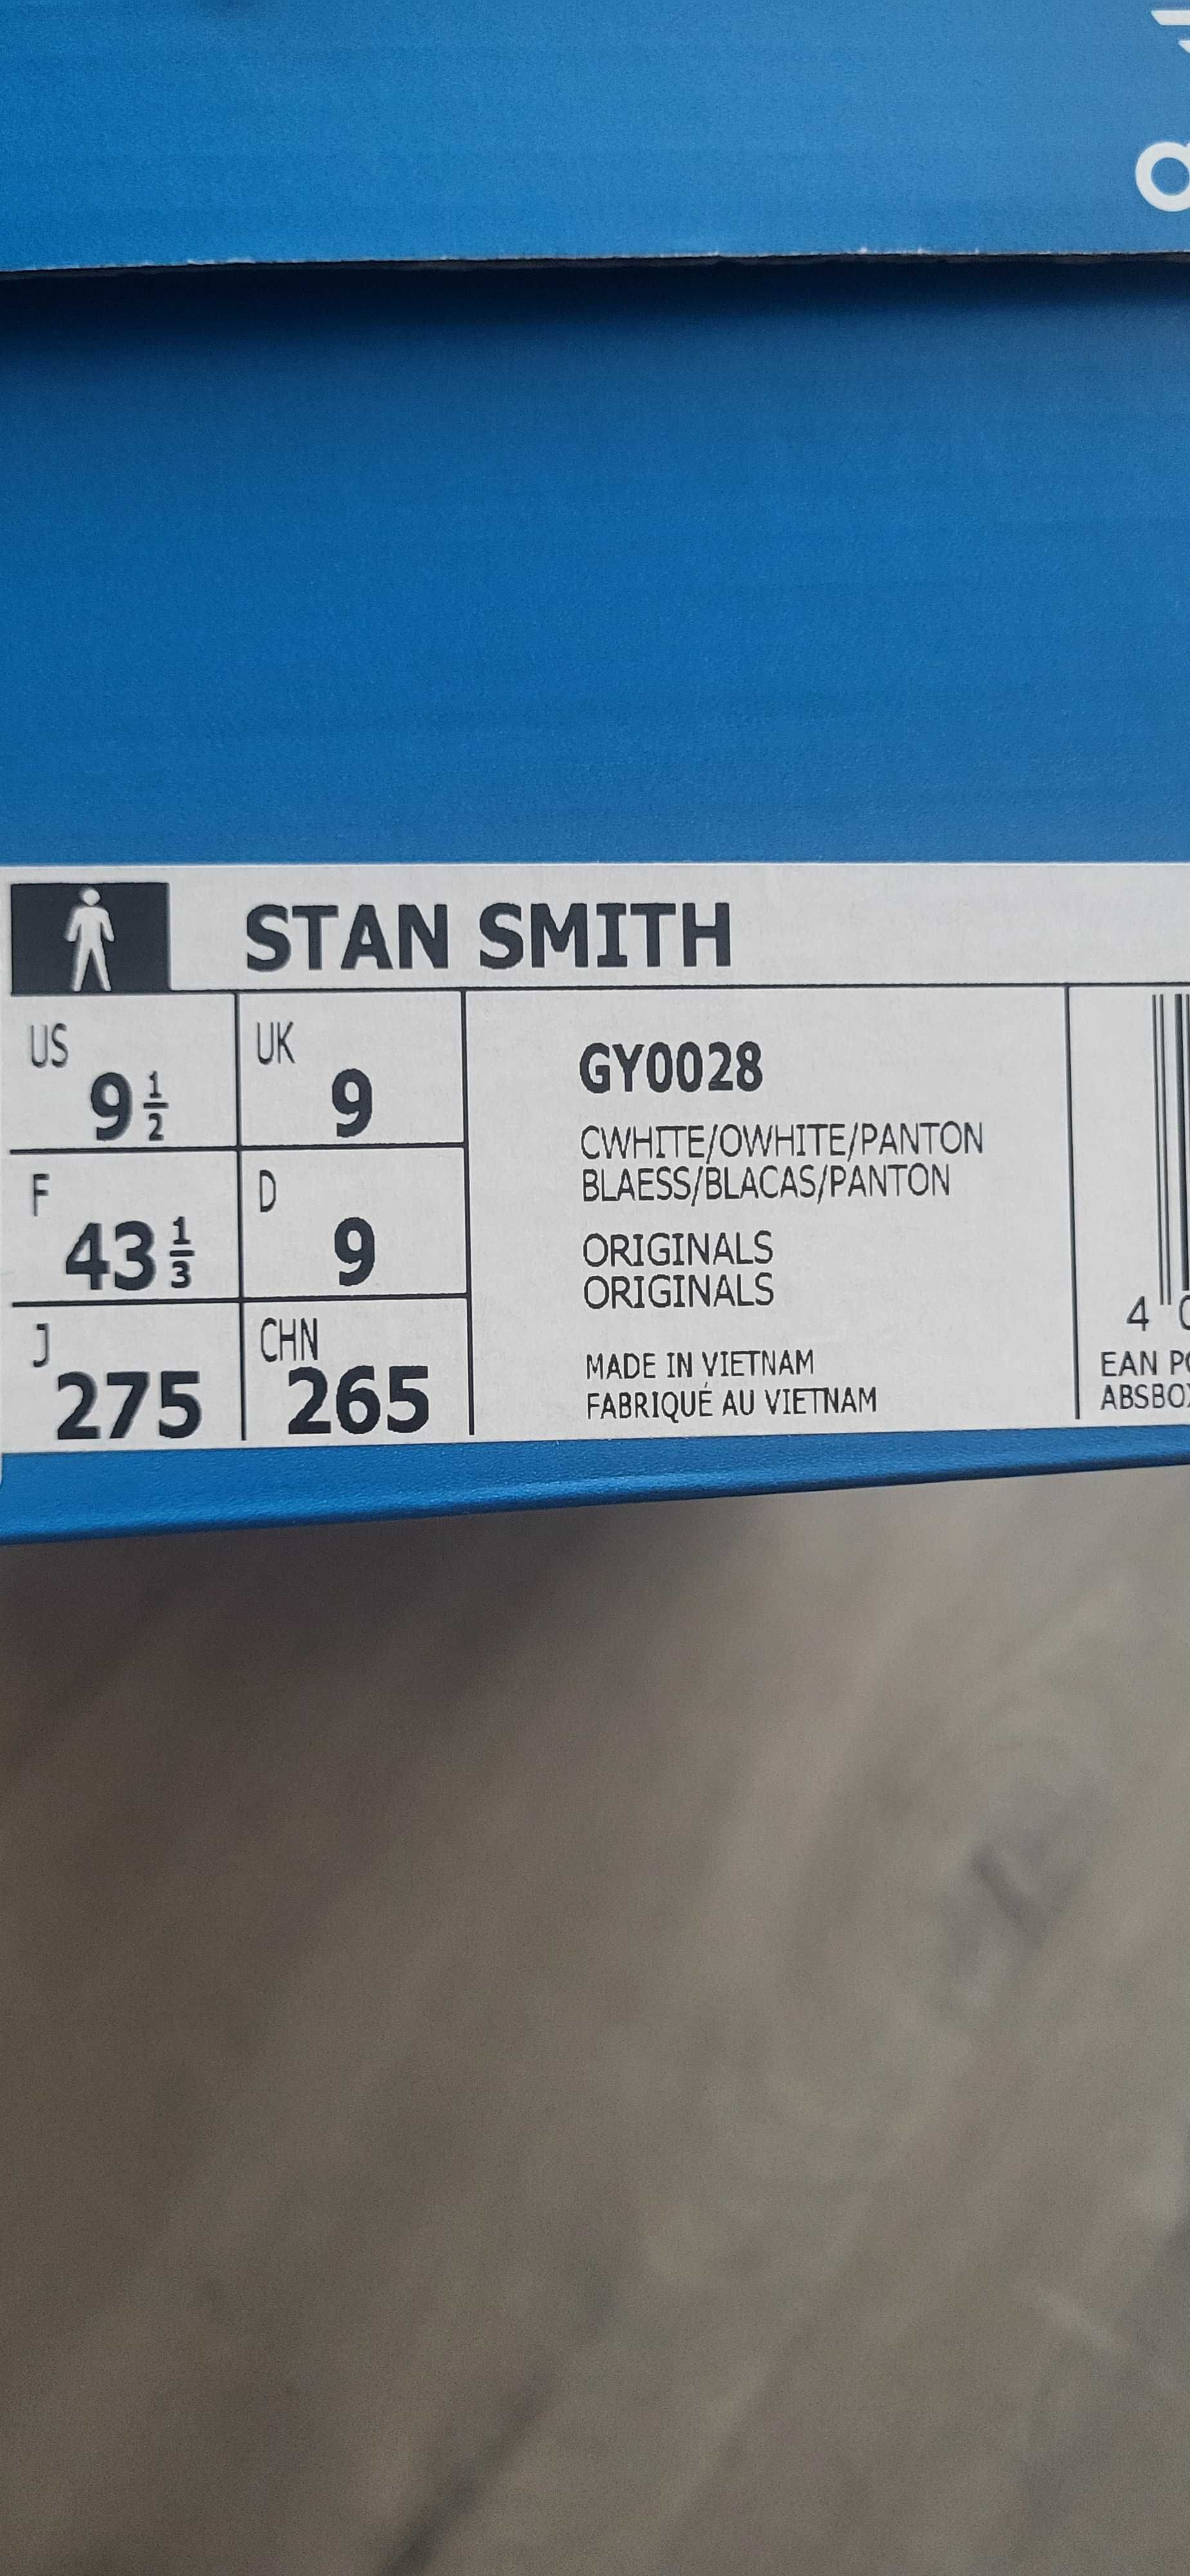 STAN SMITH
US 9 1/2
UK 9
F 43 1/3
D 9
J 275
CHN 265
GY0028
CWHITE/OWHITE/PANTON
BLAESS/BLACAS/PANTON
ORIGINALS
ORIGINALS
MADE IN VIETNAM
FABRIQUÉ AU VIETNAM
4
EAN